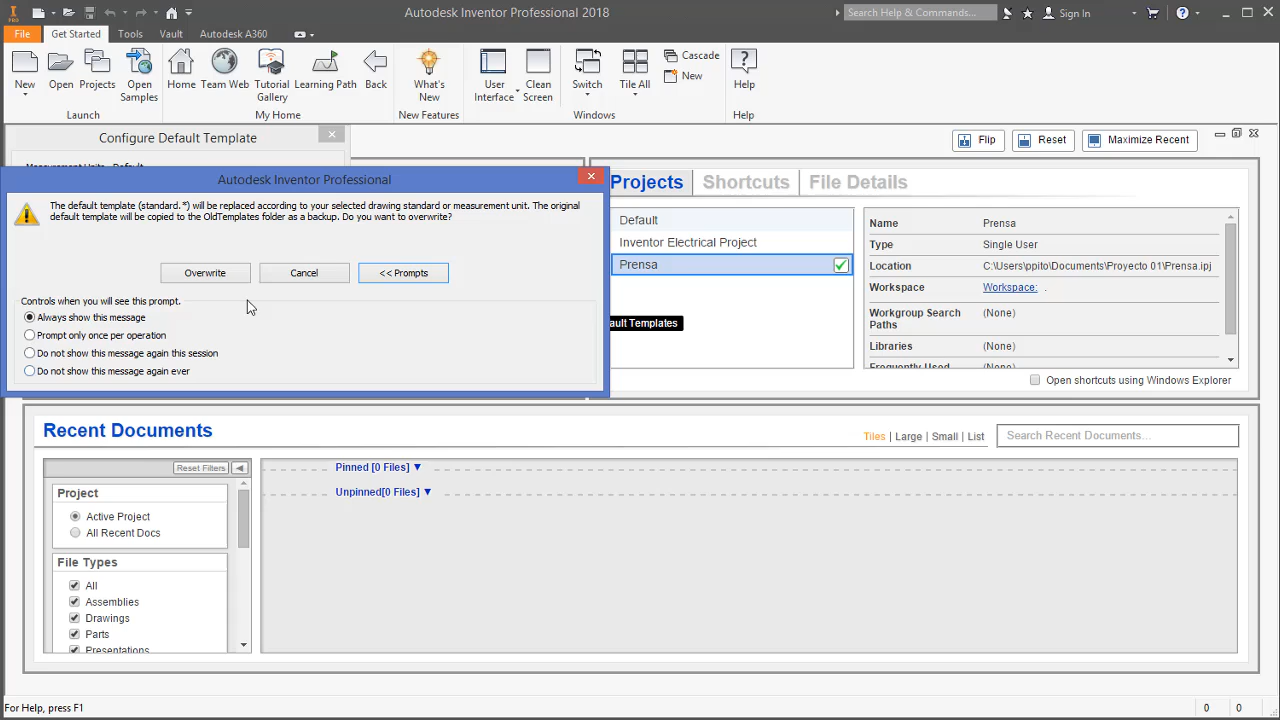 PRO
Autodesk Inventor Professional 2018
Search Help & Commands...
Sign In
File
Get Started
Tools
Vault
Autodesk A360
New
Open
Projects
Open Samples
Home
Team Web
Tutorial Gallery
Learning Path
Back
What's New
User Interface
Clean Screen
Switch
Tile All
Cascade
New
Help
Launch
My Home
New Features
Windows
Help
Configure Default Template
Flip
Reset
Maximize Recent
Autodesk Inventor Professional
The default template (standard.*) will be replaced according to your selected drawing standard or measurement unit. The original
default template will be copied to the OldTemplates folder as a backup. Do you want to overwrite?
Overwrite
Cancel
<< Prompts
Controls when you will see this prompt.
Always show this message
Prompt only once per operation
Do not show this message again this session
Do not show this message again ever
Projects
Shortcuts
File Details
Default
Inventor Electrical Project
Prensa
ault Templates
Name
Prensa
Type
Single User
Location
C:\Users\ppito\Documents\Proyecto 01\Prensa.ipj
Workspace
Workspace: .
Workgroup Search
Paths
(None)
Libraries
(None)
Frequently Used
(None)
Open shortcuts using Windows Explorer
Recent Documents
Tiles | Large | Small | List
Search Recent Documents...
Reset Filters
Project
Active Project
All Recent Docs
File Types
All
Assemblies
Drawings
Parts
Presentations
Pinned [0 Files]
Unpinned[0 Files]
For Help, press F1
0
0